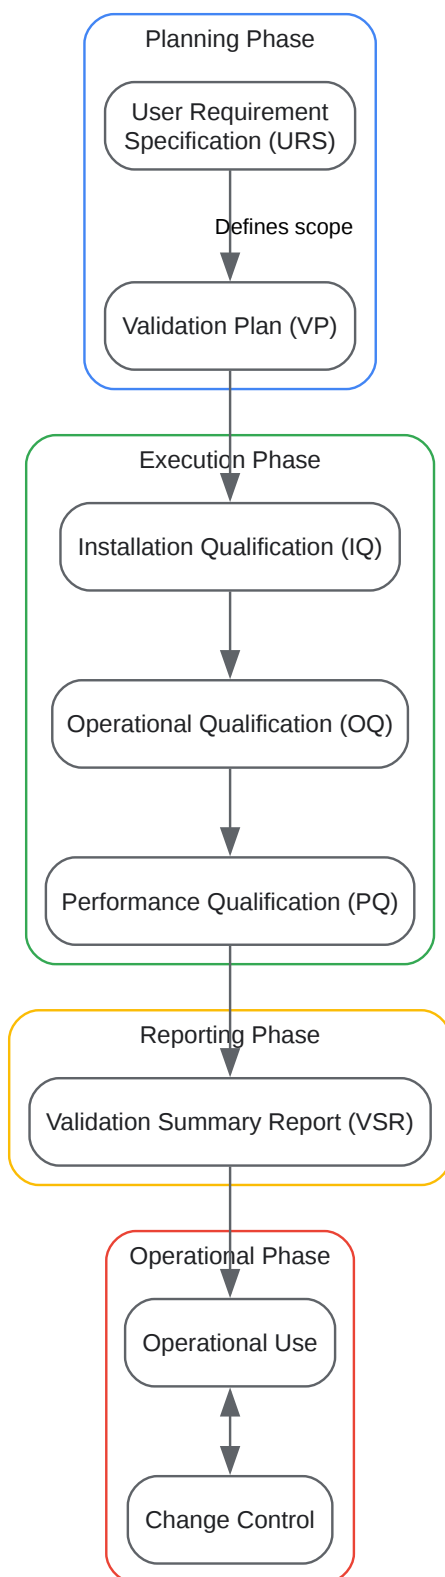 Planning Phase
User Requirement
Specification (URS)
Defines scope
Validation Plan (VP)
Execution Phase
Installation Qualification (IQ)
Operational Qualification (OQ)
Performance Qualification (PQ)
Reporting Phase
Validation Summary Report (VSR)
Operational Phase
Operational Use
Change Control